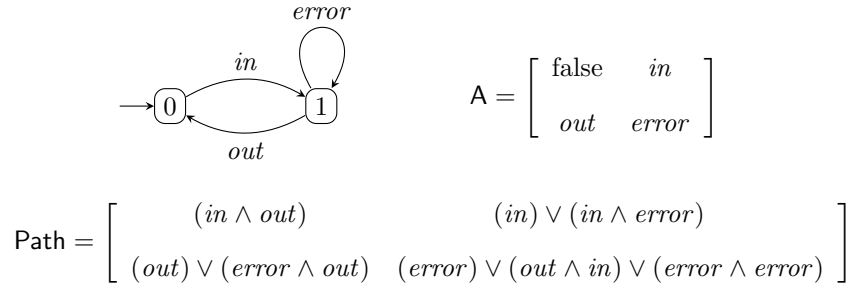 error
in
0 1
out
A = [ false in
out error ]
Path = [ (in ∧ out) (in) ∨ (in ∧ error)
(out) ∨ (error ∧ out) (error) ∨ (out ∧ in) ∨ (error ∧ error) ]